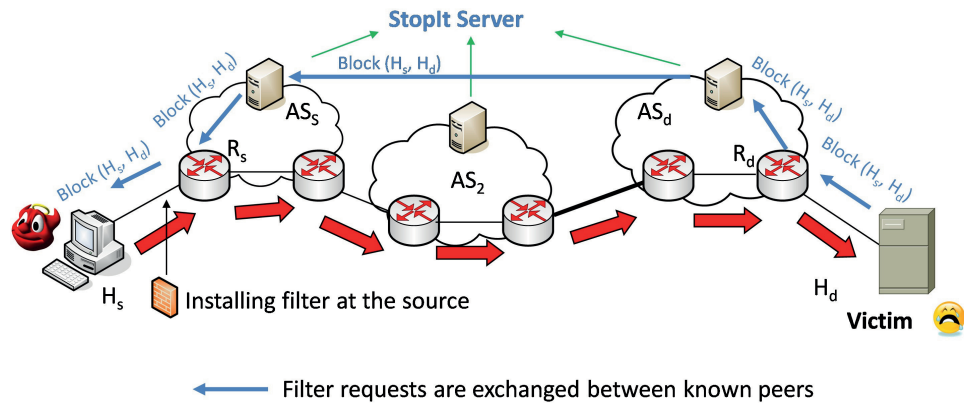 StopIt Server
Block (Hs, Hd)
Block (Hs, Hd)
Block (Hs, Hd)
ASs
ASd
Rs
Rd
Block (Hs, Hd)
Block (Hs, Hd)
AS2
Hs
Installing filter at the source
Hd
Victim
Filter requests are exchanged between known peers